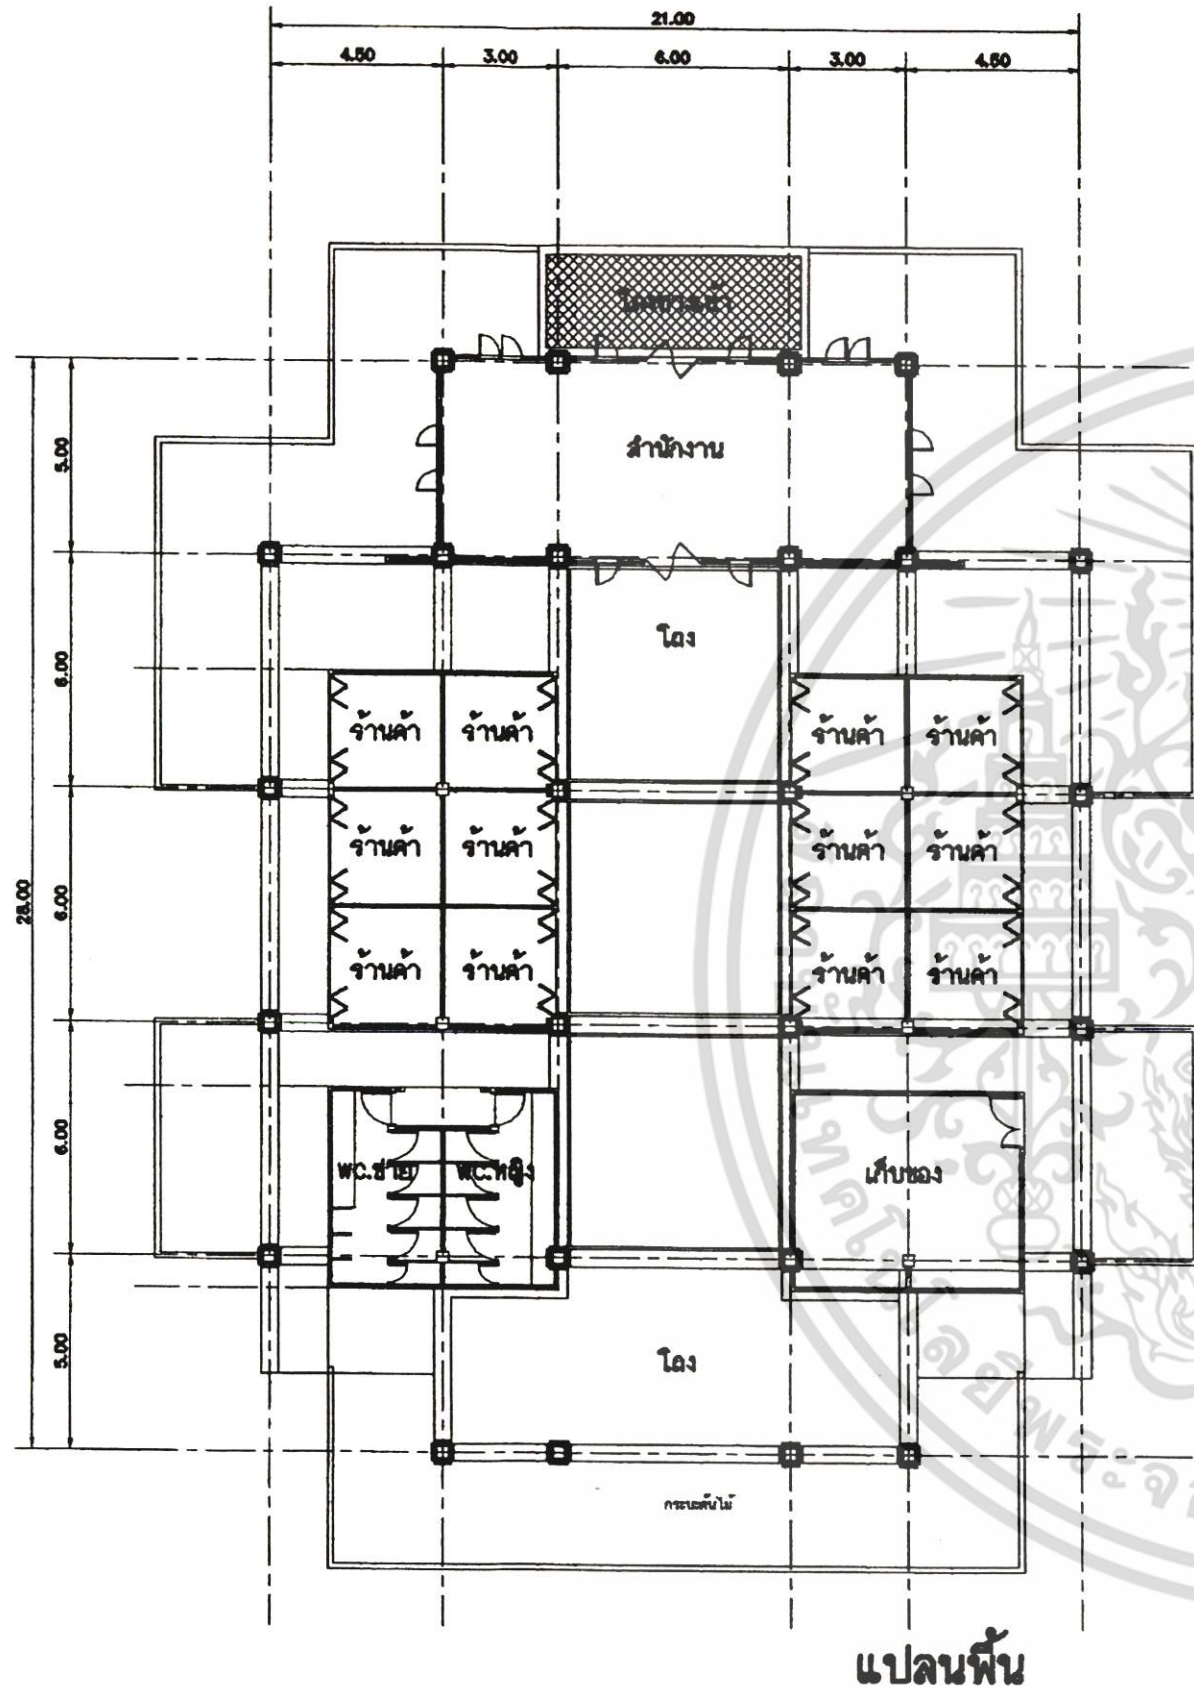 21.00
4.50 3.00 6.00 3.00 4.50
สำนักงาน
5.00
โถง
6.00
ร้านค้า ร้านค้า ร้านค้า ร้านค้า
ร้านค้า ร้านค้า ร้านค้า ร้านค้า
28.00
6.00
ร้านค้า ร้านค้า ร้านค้า ร้านค้า
6.00
WC.ชาย WC.หญิง เก็บของ
5.00
โถง
กระบะต้นไม้
แปลนพื้น